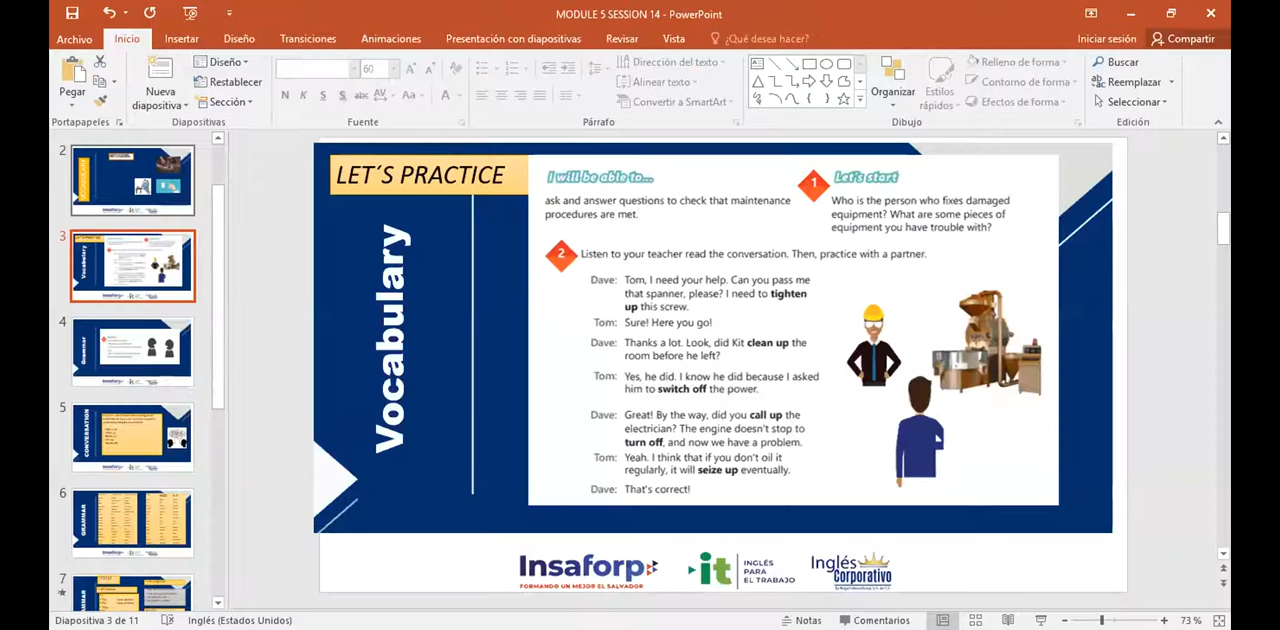 MODULE 5 SESSION 14 - PowerPoint
Archivo
Inicio
Insertar
Diseño
Transiciones
Animaciones
Presentación con diapositivas
Revisar
Vista
¿Qué desea hacer?
Iniciar sesión
Compartir
Pegar
Nueva
diapositiva
Diseño
Restablecer
Sección
60
N K S S abc AV Aa A
Dirección del texto
Alinear texto
Convertir a SmartArt
Organizar
Estilos
rápidos
Relleno de forma
Contorno de forma
Efectos de forma
Buscar
Reemplazar
Seleccionar
Portapapeles
Diapositivas
Fuente
Párrafo
Dibujo
Edición
2
3
4
5
6
7
LET´S PRACTICE
Vocabulary
I will be able to...
ask and answer questions to check that maintenance
procedures are met.
1
Let's start
Who is the person who fixes damaged
equipment? What are some pieces of
equipment you have trouble with?
2
Listen to your teacher read the conversation. Then, practice with a partner.
Dave: Tom, I need your help. Can you pass me
that spanner, please? I need to tighten
up this screw.
Tom: Sure! Here you go!
Dave: Thanks a lot. Look, did Kit clean up the
room before he left?
Tom: Yes, he did. I know he did because I asked
him to switch off the power.
Dave: Great! By the way, did you call up the
electrician? The engine doesn't stop to
turn off, and now we have a problem.
Tom: Yeah. I think that if you don't oil it
regularly, it will seize up eventually.
Dave: That's correct!
Insaforp
FORMANDO UN MEJOR EL SALVADOR
it
INGLÉS
PARA
EL TRABAJO
Inglés
Corporativo
Diapositiva 3 de 11
Inglés (Estados Unidos)
Notas
Comentarios
73 %